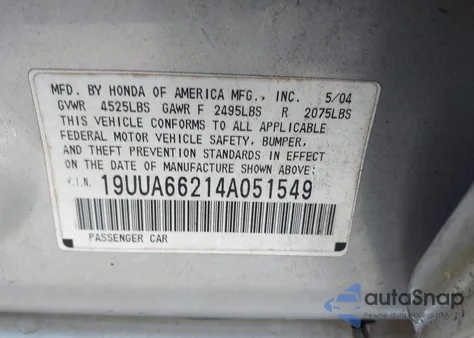 MFD. BY HONDA OF AMERICA MFG., INC. 5/04
GVWR 4525LBS GAWR F 2495LBS R 2075LBS
THIS VEHICLE CONFORMS TO ALL APPLICABLE
FEDERAL MOTOR VEHICLE SAFETY, BUMPER,
AND THEFT PREVENTION STANDARDS IN EFFECT
ON THE DATE OF MANUFACTURE SHOWN ABOVE.
V.I.N. 19UUA66214A051549
PASSENGER CAR
autoSnap